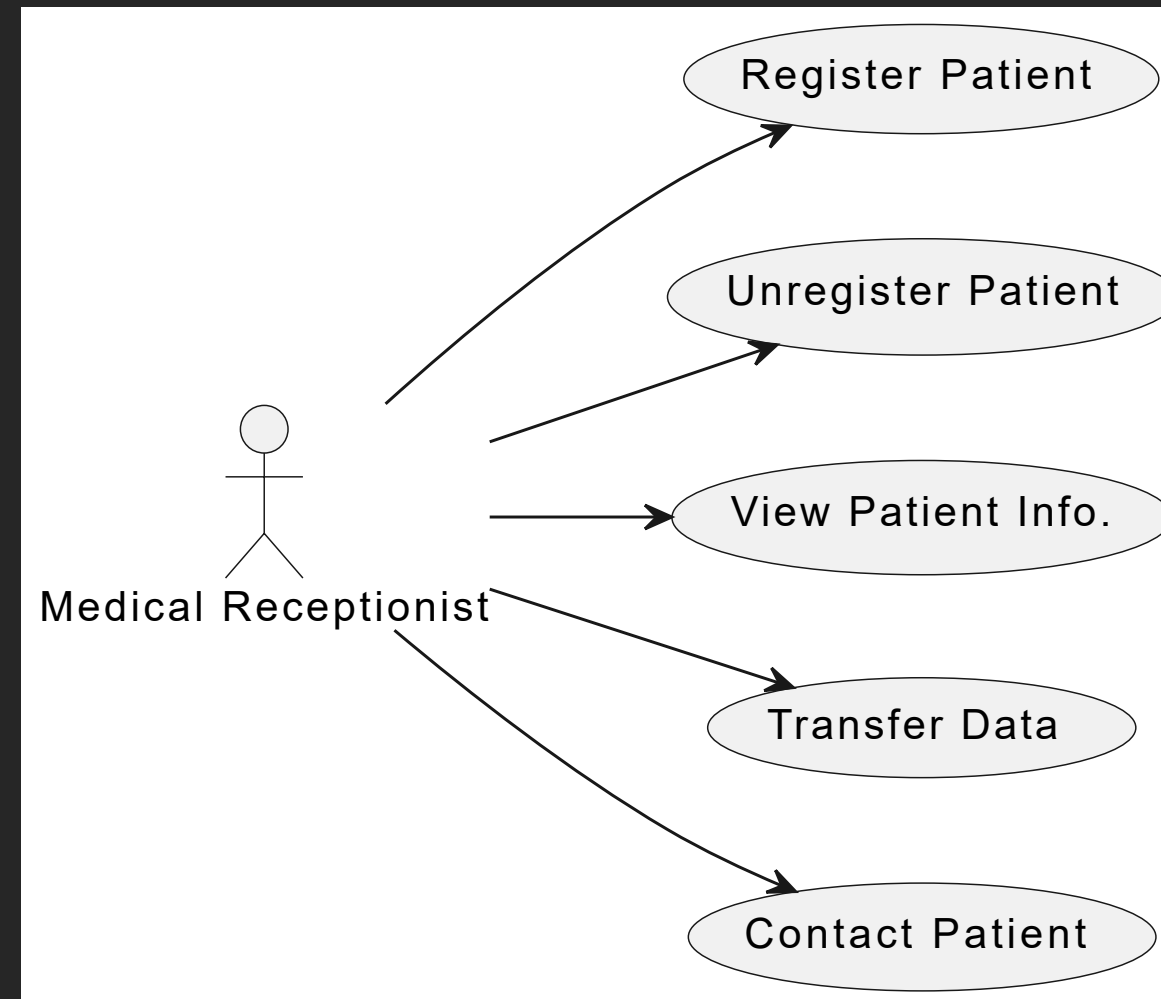 Register Patient
Unregister Patient
View Patient Info.
Medical Receptionist
Transfer Data
Contact Patient